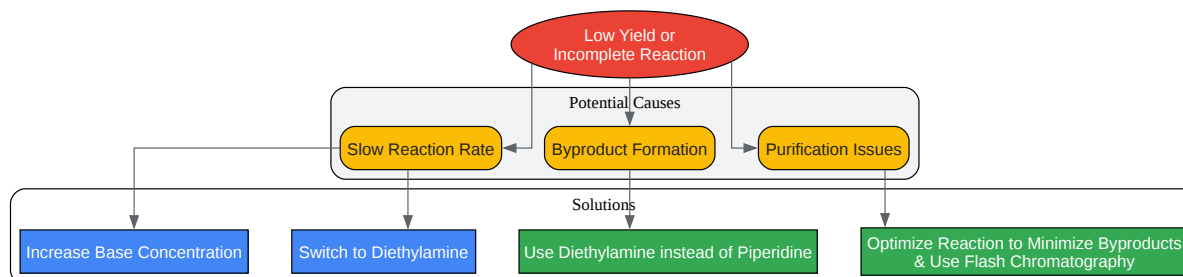 Low Yield or
Incomplete Reaction
Potential Causes
Slow Reaction Rate
Byproduct Formation
Purification Issues
Solutions
Increase Base Concentration
Switch to Diethylamine
Use Diethylamine instead of Piperidine
Optimize Reaction to Minimize Byproducts
& Use Flash Chromatography